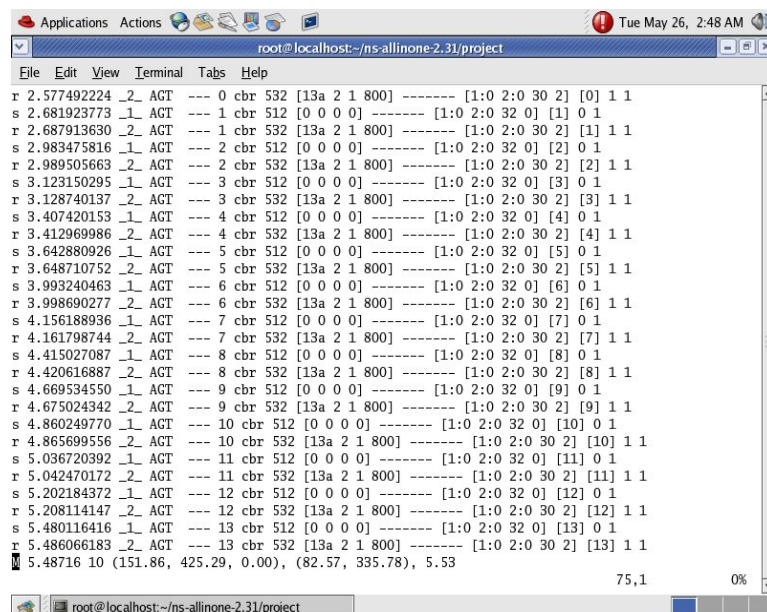 Applications Actions Tue May 26, 2:48 AM
root@localhost:~/ns-allinone-2.31/project
File Edit View Terminal Tabs Help
r 2.577492224 _2_ AGT --- 0 cbr 532 [13a 2 1 800] ------- [1:0 2:0 30 2] [0] 1 1
s 2.681923773 _1_ AGT --- 1 cbr 512 [0 0 0 0] ------- [1:0 2:0 32 0] [1] 0 1
r 2.687913630 _2_ AGT --- 1 cbr 532 [13a 2 1 800] ------- [1:0 2:0 30 2] [1] 1 1
s 2.983475816 _1_ AGT --- 2 cbr 512 [0 0 0 0] ------- [1:0 2:0 32 0] [2] 0 1
r 2.989505663 _2_ AGT --- 2 cbr 532 [13a 2 1 800] ------- [1:0 2:0 30 2] [2] 1 1
s 3.123150295 _1_ AGT --- 3 cbr 512 [0 0 0 0] ------- [1:0 2:0 32 0] [3] 0 1
r 3.128740137 _2_ AGT --- 3 cbr 532 [13a 2 1 800] ------- [1:0 2:0 30 2] [3] 1 1
s 3.407420153 _1_ AGT --- 4 cbr 512 [0 0 0 0] ------- [1:0 2:0 32 0] [4] 0 1
r 3.412969986 _2_ AGT --- 4 cbr 532 [13a 2 1 800] ------- [1:0 2:0 30 2] [4] 1 1
s 3.642880926 _1_ AGT --- 5 cbr 512 [0 0 0 0] ------- [1:0 2:0 32 0] [5] 0 1
r 3.648710752 _2_ AGT --- 5 cbr 532 [13a 2 1 800] ------- [1:0 2:0 30 2] [5] 1 1
s 3.993240463 _1_ AGT --- 6 cbr 512 [0 0 0 0] ------- [1:0 2:0 32 0] [6] 0 1
r 3.998690277 _2_ AGT --- 6 cbr 532 [13a 2 1 800] ------- [1:0 2:0 30 2] [6] 1 1
s 4.156188936 _1_ AGT --- 7 cbr 512 [0 0 0 0] ------- [1:0 2:0 32 0] [7] 0 1
r 4.161798744 _2_ AGT --- 7 cbr 532 [13a 2 1 800] ------- [1:0 2:0 30 2] [7] 1 1
s 4.415027087 _1_ AGT --- 8 cbr 512 [0 0 0 0] ------- [1:0 2:0 32 0] [8] 0 1
r 4.420616887 _2_ AGT --- 8 cbr 532 [13a 2 1 800] ------- [1:0 2:0 30 2] [8] 1 1
s 4.669534550 _1_ AGT --- 9 cbr 512 [0 0 0 0] ------- [1:0 2:0 32 0] [9] 0 1
r 4.675024342 _2_ AGT --- 9 cbr 532 [13a 2 1 800] ------- [1:0 2:0 30 2] [9] 1 1
s 4.860249770 _1_ AGT --- 10 cbr 512 [0 0 0 0] ------- [1:0 2:0 32 0] [10] 0 1
r 4.865699556 _2_ AGT --- 10 cbr 532 [13a 2 1 800] ------- [1:0 2:0 30 2] [10] 1 1
s 5.036720392 _1_ AGT --- 11 cbr 512 [0 0 0 0] ------- [1:0 2:0 32 0] [11] 0 1
r 5.042470172 _2_ AGT --- 11 cbr 532 [13a 2 1 800] ------- [1:0 2:0 30 2] [11] 1 1
s 5.202184372 _1_ AGT --- 12 cbr 512 [0 0 0 0] ------- [1:0 2:0 32 0] [12] 0 1
r 5.208114147 _2_ AGT --- 12 cbr 532 [13a 2 1 800] ------- [1:0 2:0 30 2] [12] 1 1
s 5.480116416 _1_ AGT --- 13 cbr 512 [0 0 0 0] ------- [1:0 2:0 32 0] [13] 0 1
r 5.486066183 _2_ AGT --- 13 cbr 532 [13a 2 1 800] ------- [1:0 2:0 30 2] [13] 1 1
M 5.48716 10 (151.86, 425.29, 0.00), (82.57, 335.78), 5.53
75,1 0%
root@localhost:~/ns-allinone-2.31/project